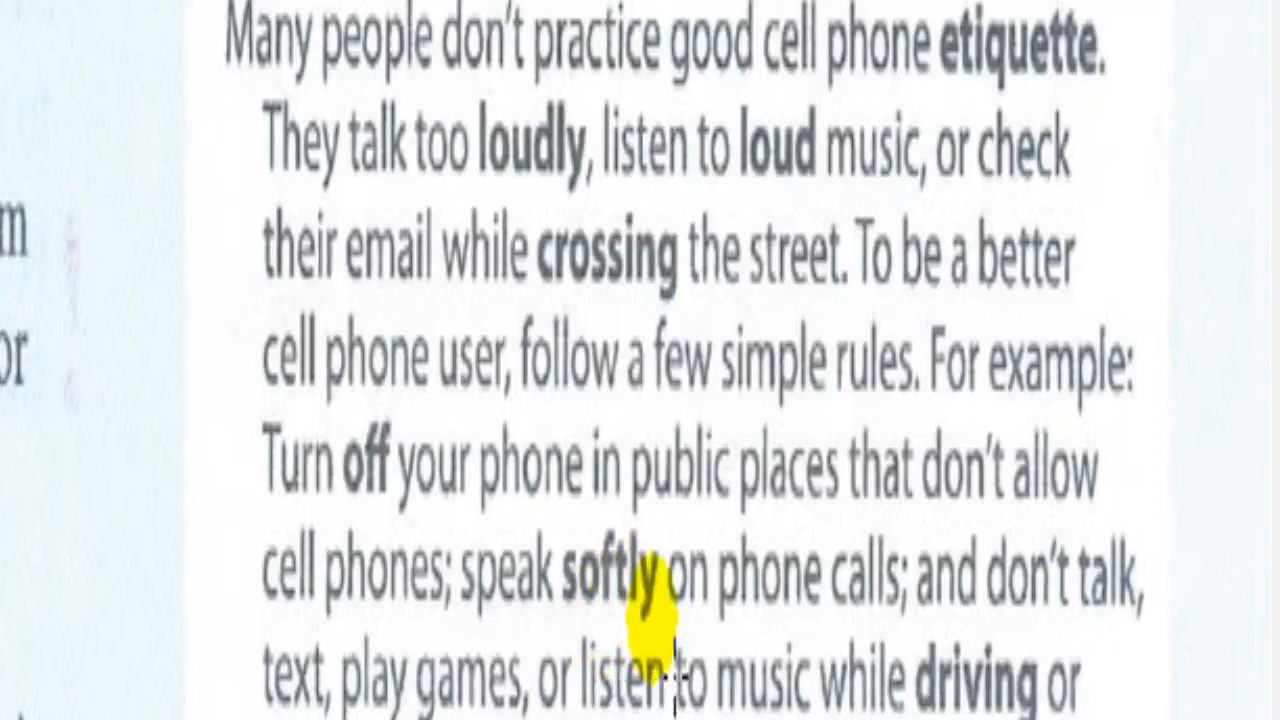 Many people don't practice good cell phone etiquette.
They talk too loudly, listen to loud music, or check
their email while crossing the street. To be a better
cell phone user, follow a few simple rules. For example:
Turn off your phone in public places that don't allow
cell phones; speak softly on phone calls; and don't talk,
text, play games, or listen to music while driving or